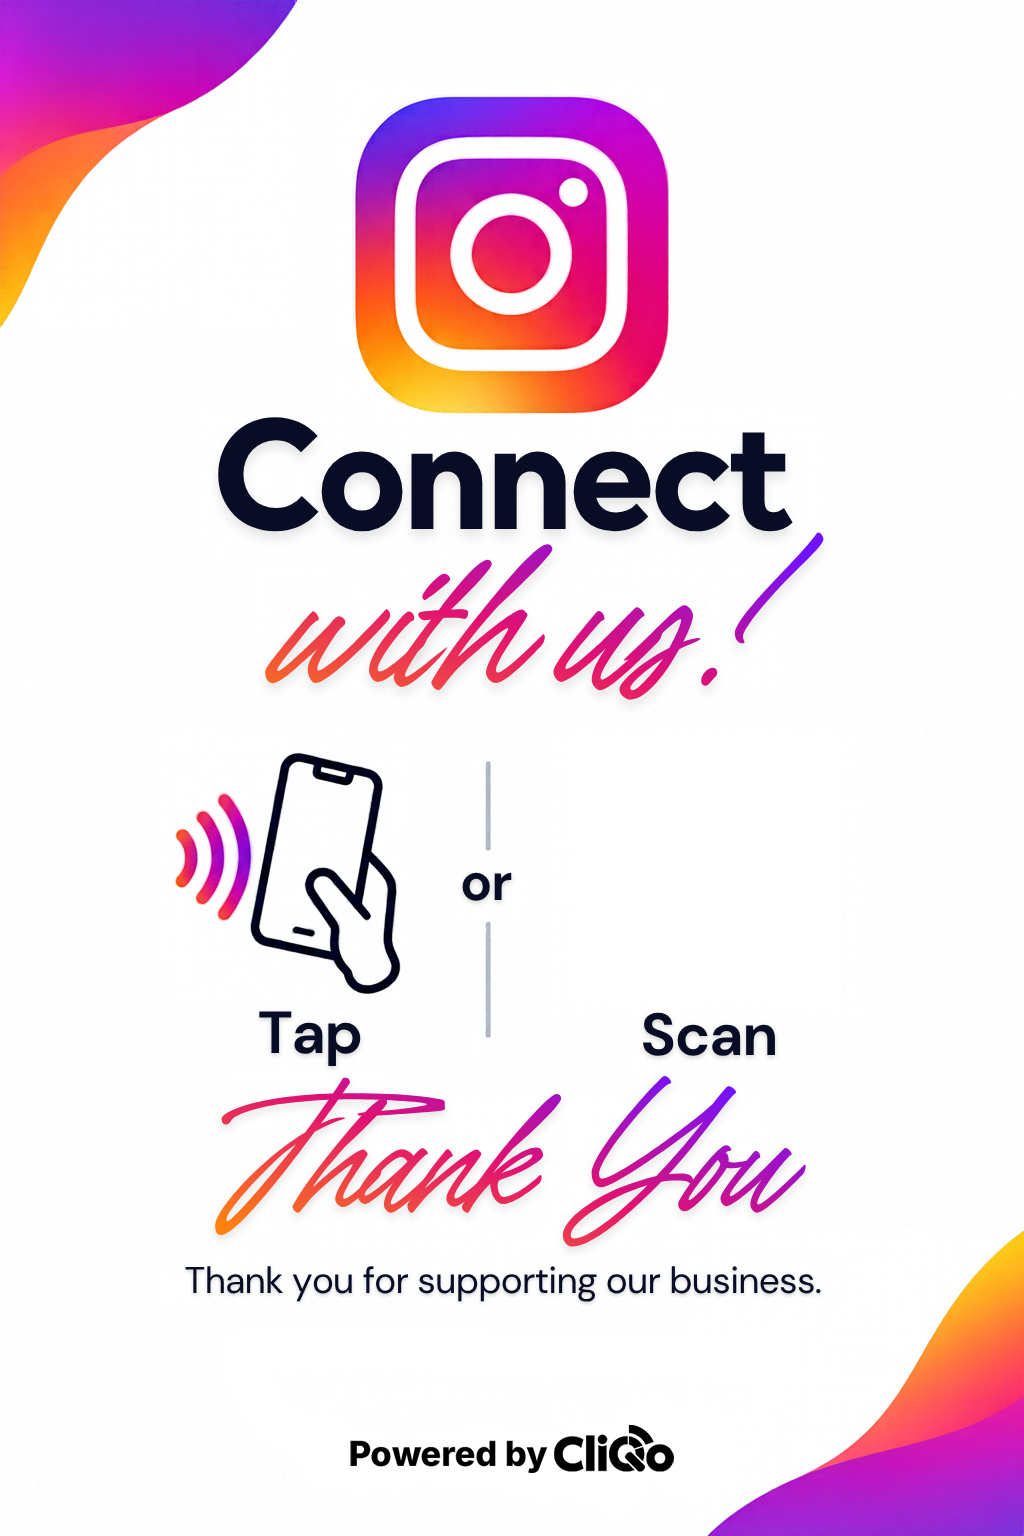 Connect
with us!
or
Tap
Scan
Thank You
Thank you for supporting our business.
Powered by CliQo